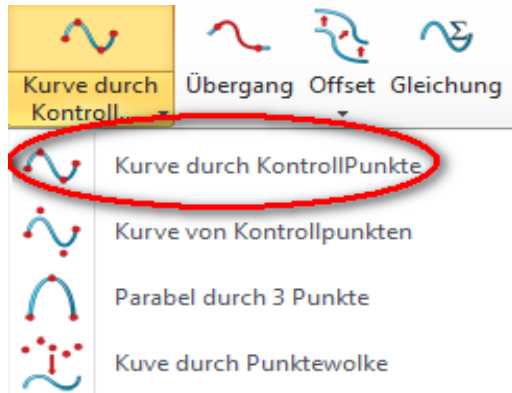 Kurve durch Kontroll... Übergang Offset Gleichung
Kurve durch KontrollPunkte
Kurve von Kontrollpunkten
Parabel durch 3 Punkte
Kuve durch Punktewolke